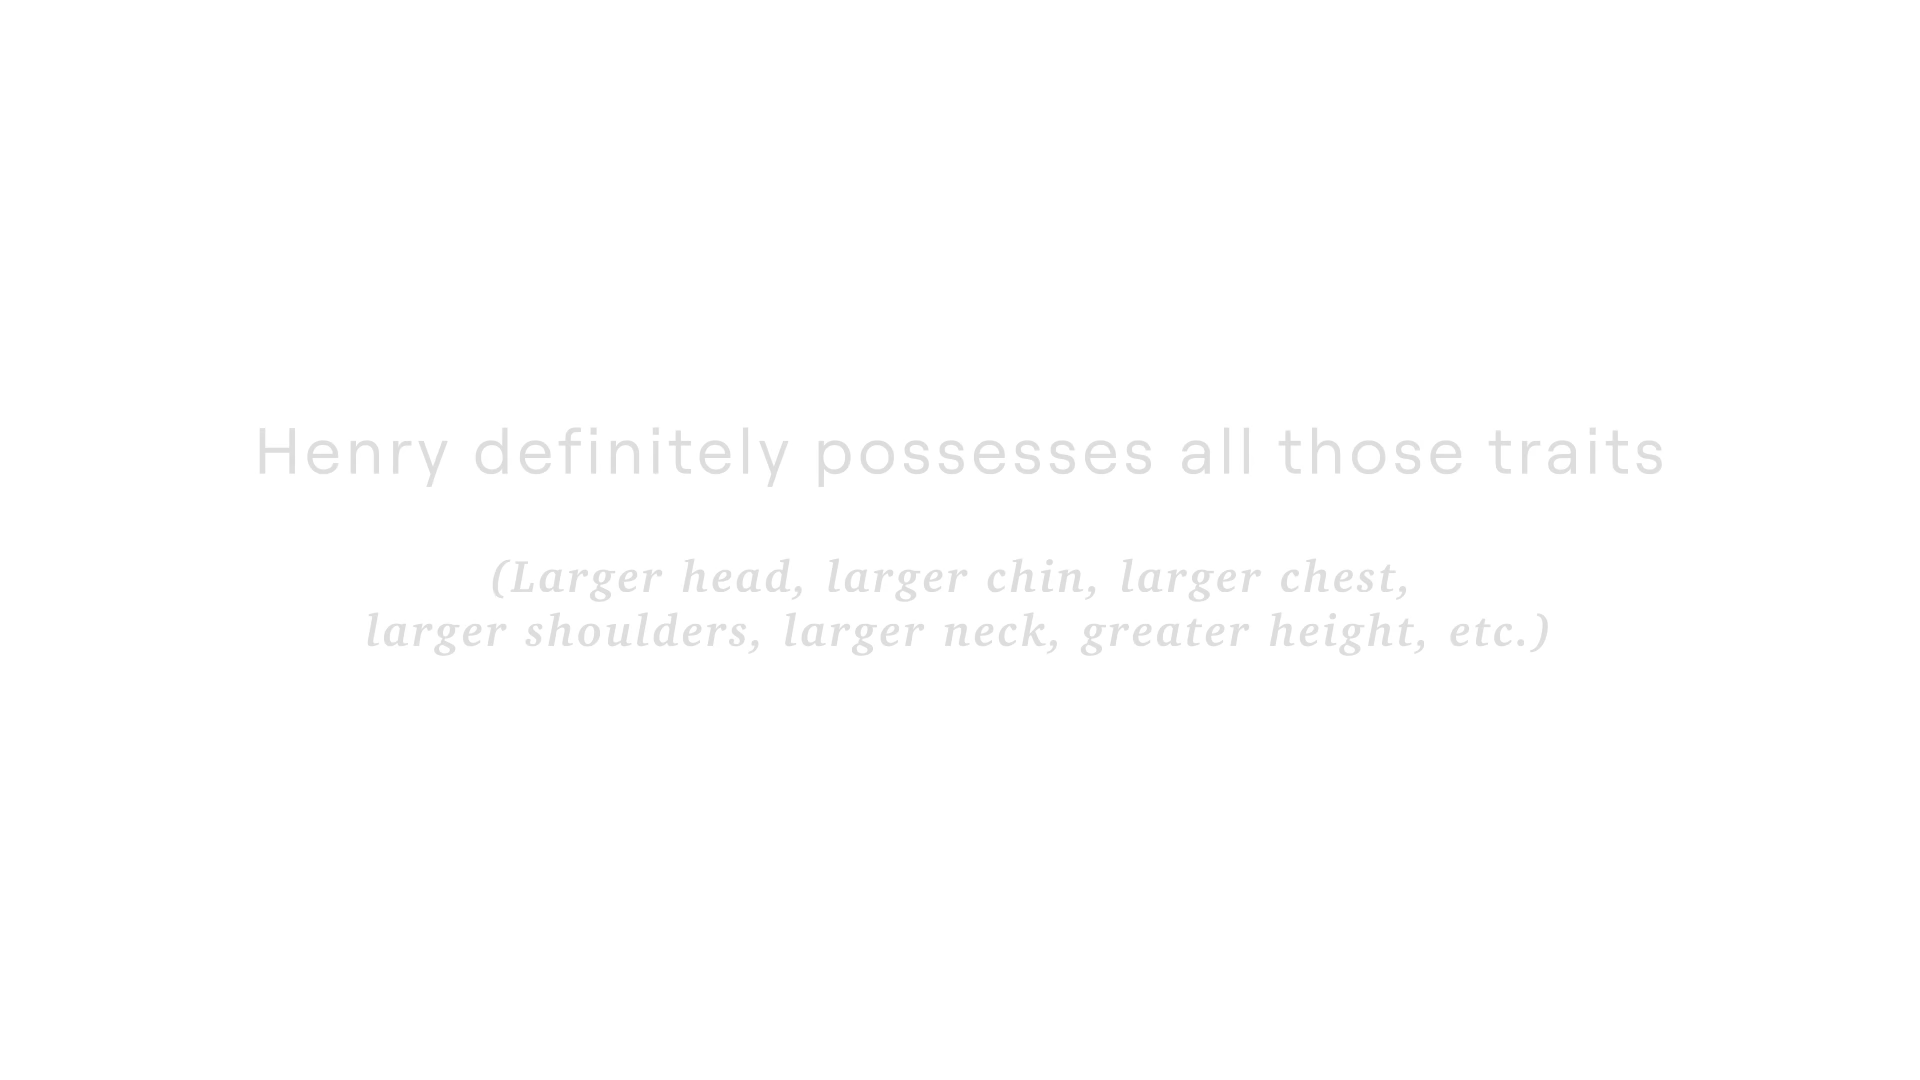 Henry definitely possesses all those traits
(Larger head, larger chin, larger chest,
larger shoulders, larger neck, greater height, etc.)